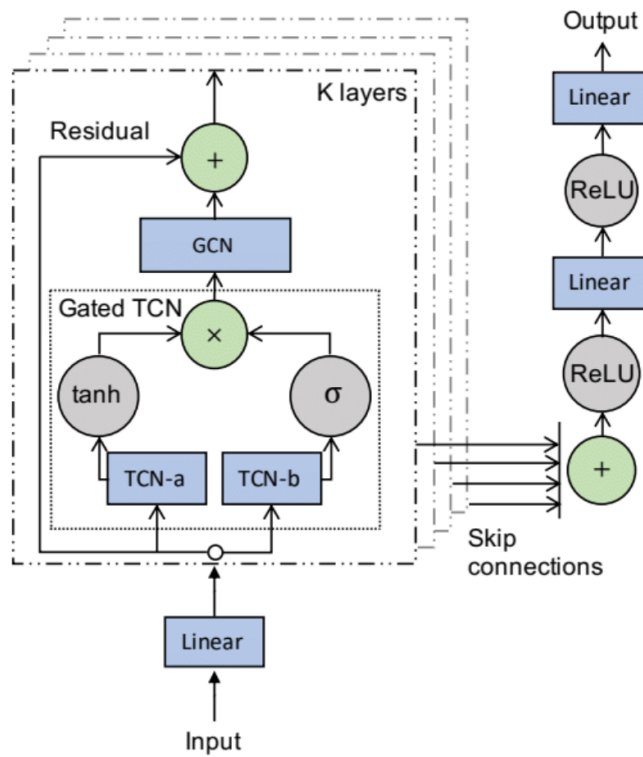 Output
Linear
ReLU
Linear
ReLU
+
K layers
Residual
+
GCN
Gated TCN
×
tanh
σ
TCN-a
TCN-b
Skip
connections
Linear
Input